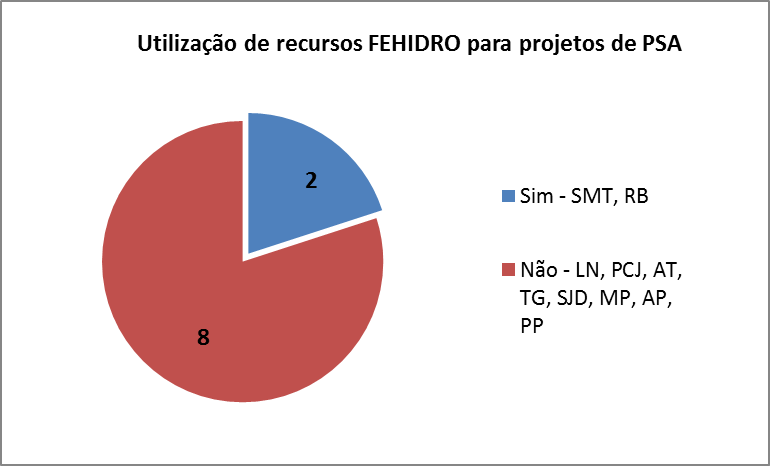 Utilização de recursos FEHIDRO para projetos de PSA
2
8
Sim - SMT, RB
Não - LN, PCJ, AT,
TG, SJD, MP, AP,
PP